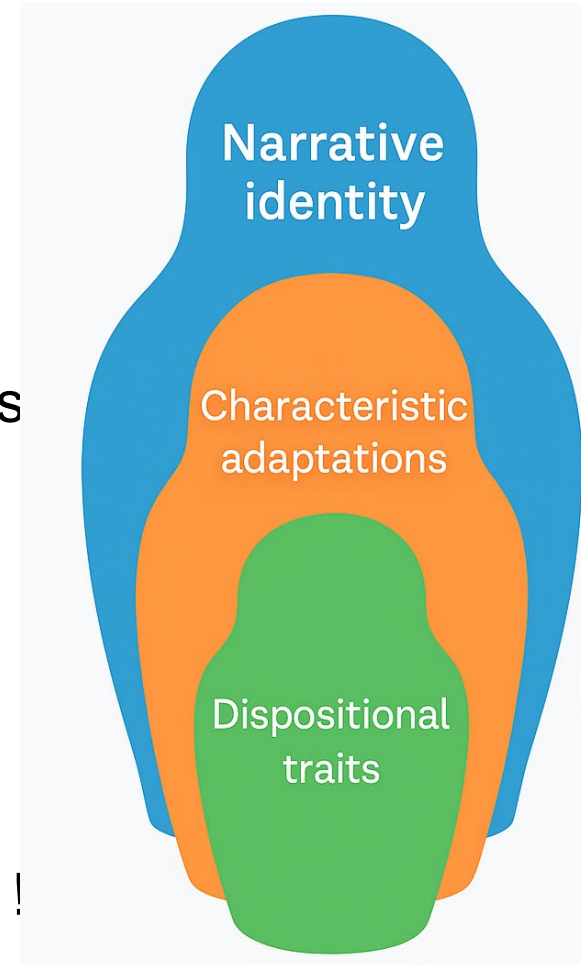 Narrative
identity
s
Characteristic
adaptations
Dispositional
traits
!